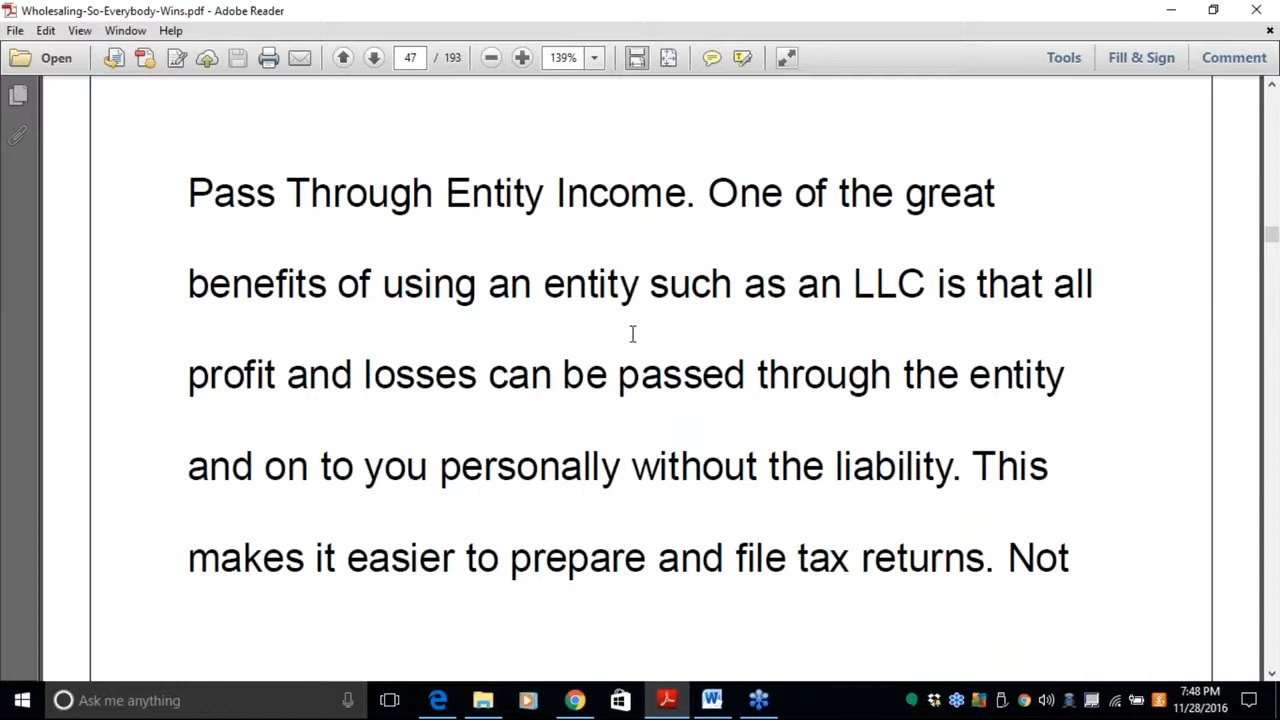 Wholesaling-So-Everybody-Wins.pdf - Adobe Reader
File Edit View Window Help
Open 47 / 193 139% Tools Fill & Sign Comment
Pass Through Entity Income. One of the great
benefits of using an entity such as an LLC is that all
profit and losses can be passed through the entity
and on to you personally without the liability. This
makes it easier to prepare and file tax returns. Not
Ask me anything
7:48 PM
11/28/2016